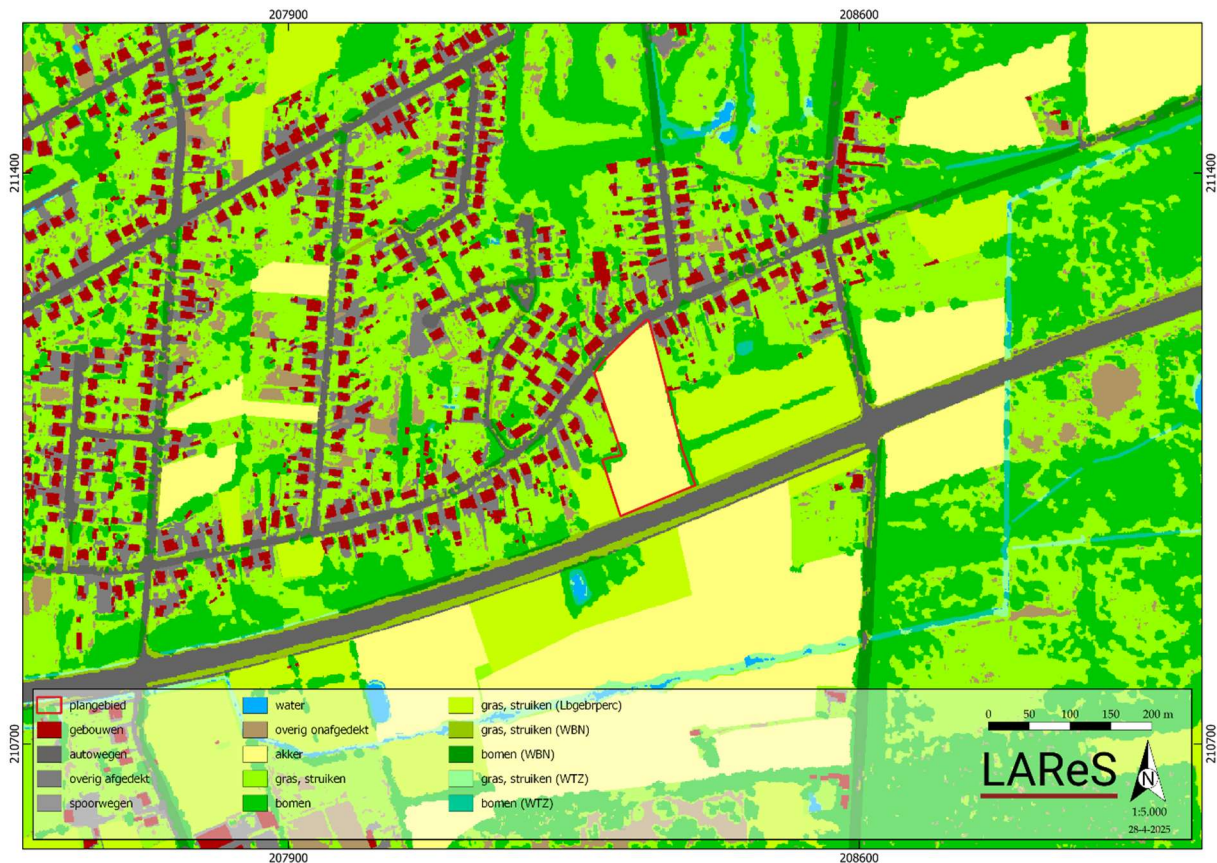 207900
208600
211400
211400
plangebied
gebouwen
autowegen
overig afgedekt
spoorwegen
water
overig onafgedekt
akker
gras, struiken
bomen
gras, struiken (Lbgebrperc)
gras, struiken (WBN)
bomen (WBN)
gras, struiken (WTZ)
bomen (WTZ)
0 50 100 150 200 m
LAReS
N
1:5.000
28-4-2025
210700
210700
207900
208600